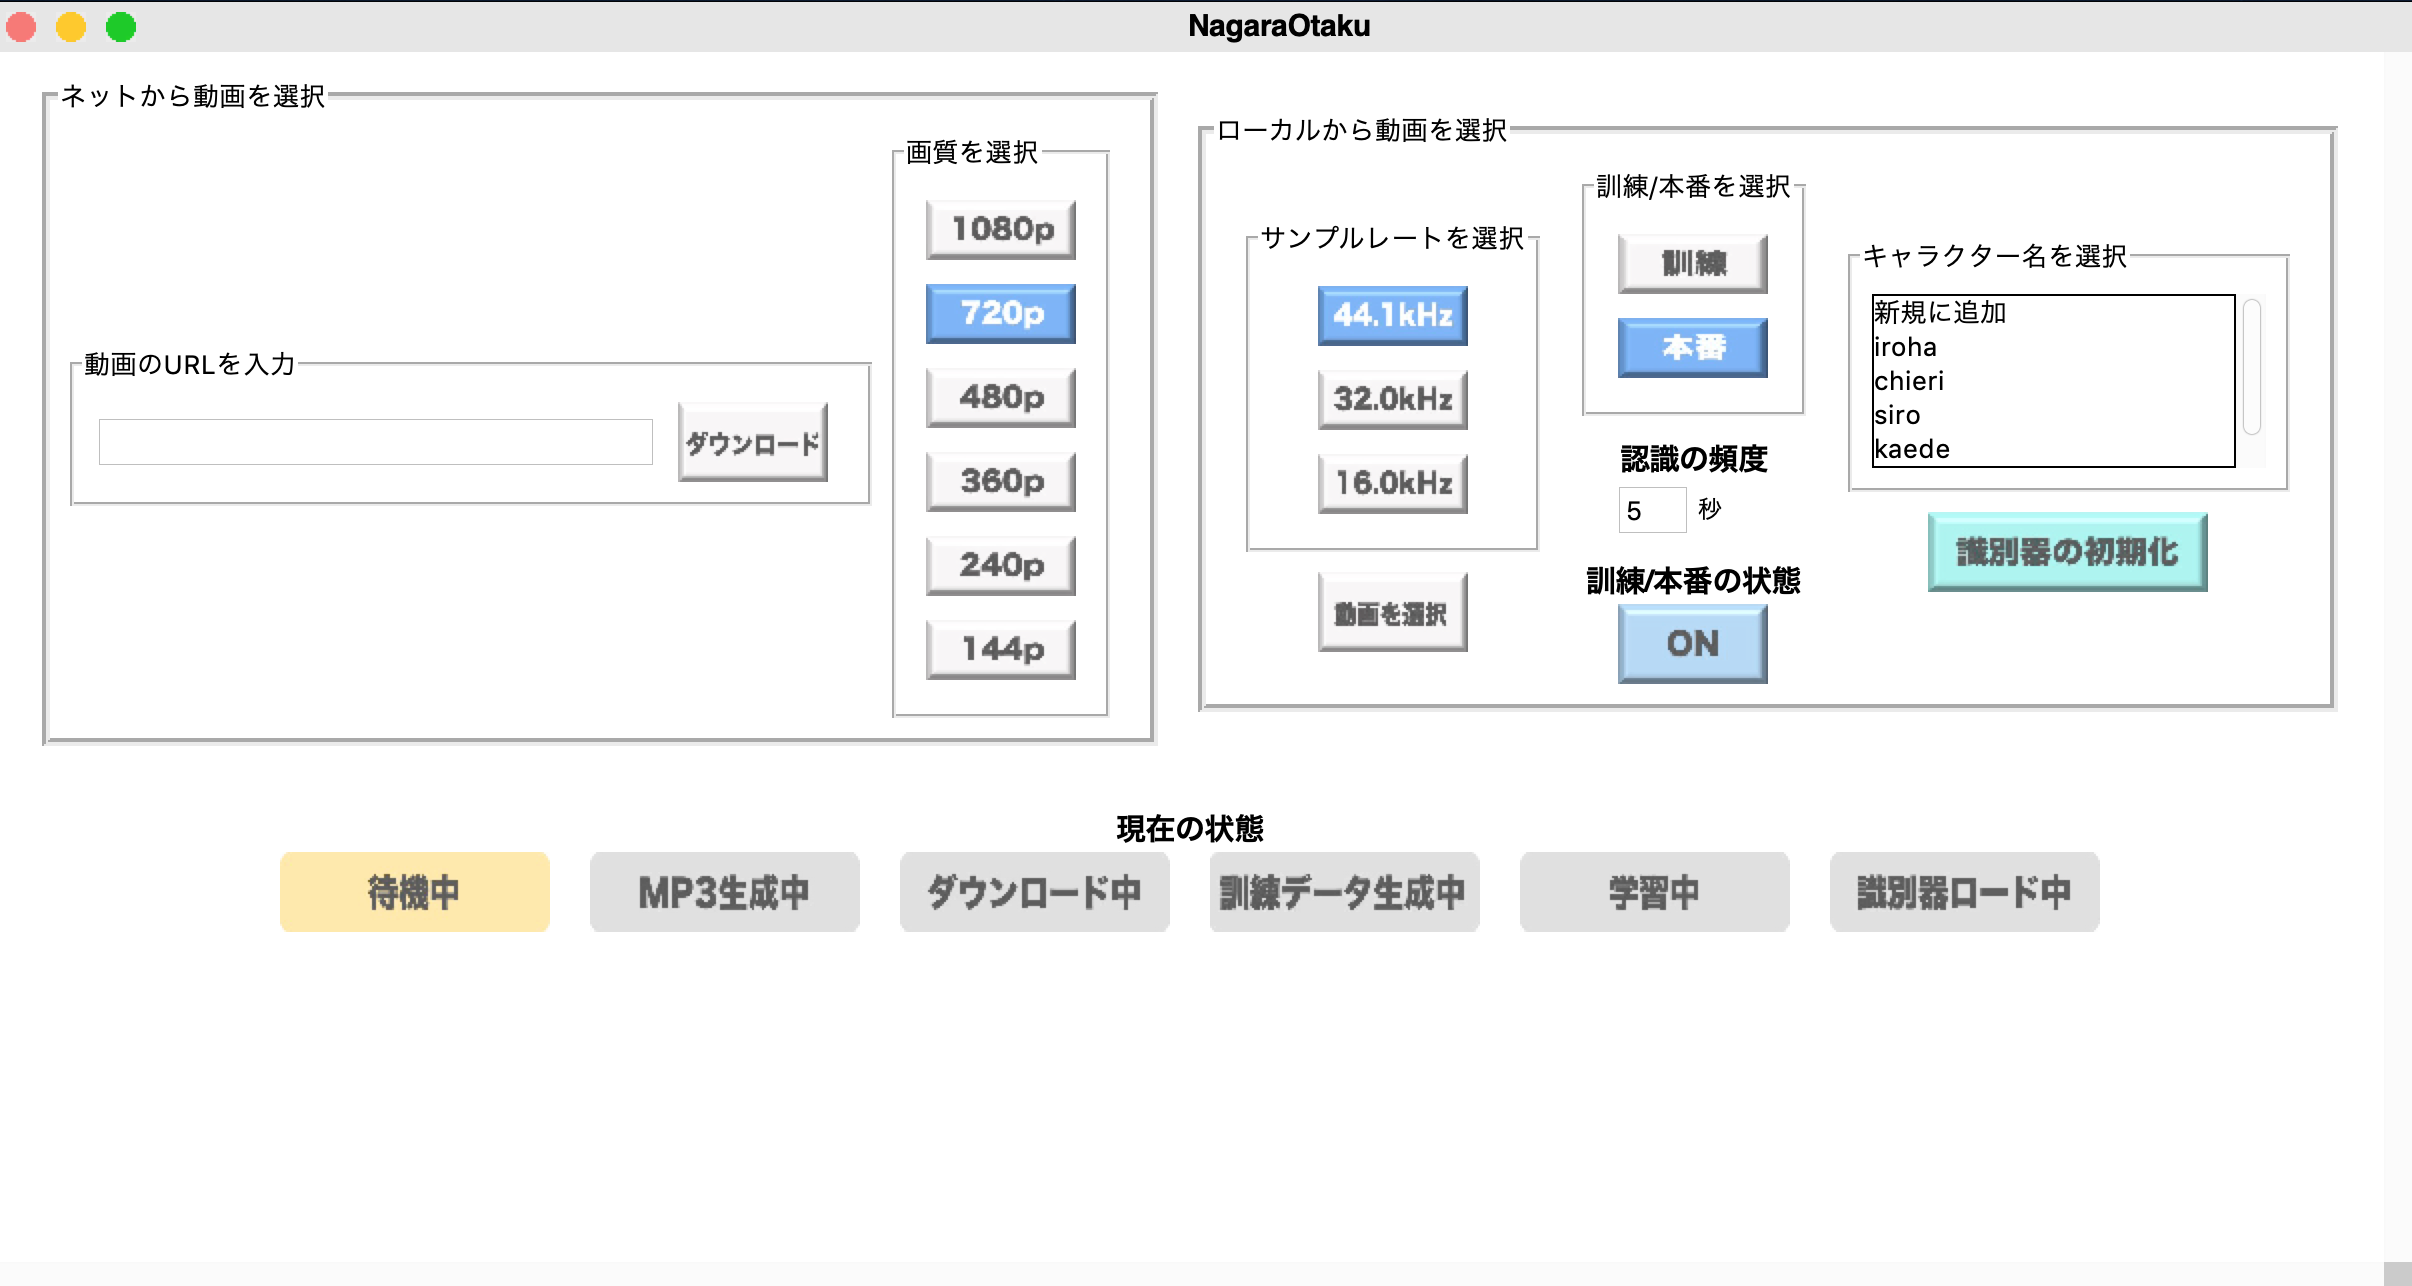 NagaraOtaku
ネットから動画を選択
動画のURLを入力
ダウンロード
画質を選択
1080p
720p
480p
360p
240p
144p
ローカルから動画を選択
サンプルレートを選択
44.1kHz
32.0kHz
16.0kHz
動画を選択
訓練/本番を選択
訓練
本番
認識の頻度
5 秒
訓練/本番の状態
ON
キャラクター名を選択
新規に追加
iroha
chieri
siro
kaede
識別器の初期化
現在の状態
待機中 MP3生成中 ダウンロード中 訓練データ生成中 学習中 識別器ロード中